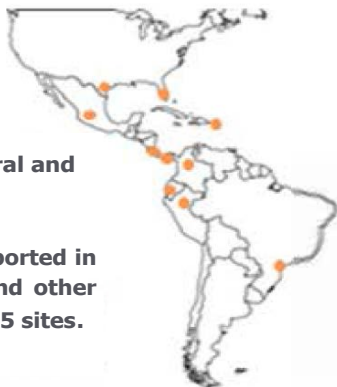 ral and
ported in
nd other
5 sites.